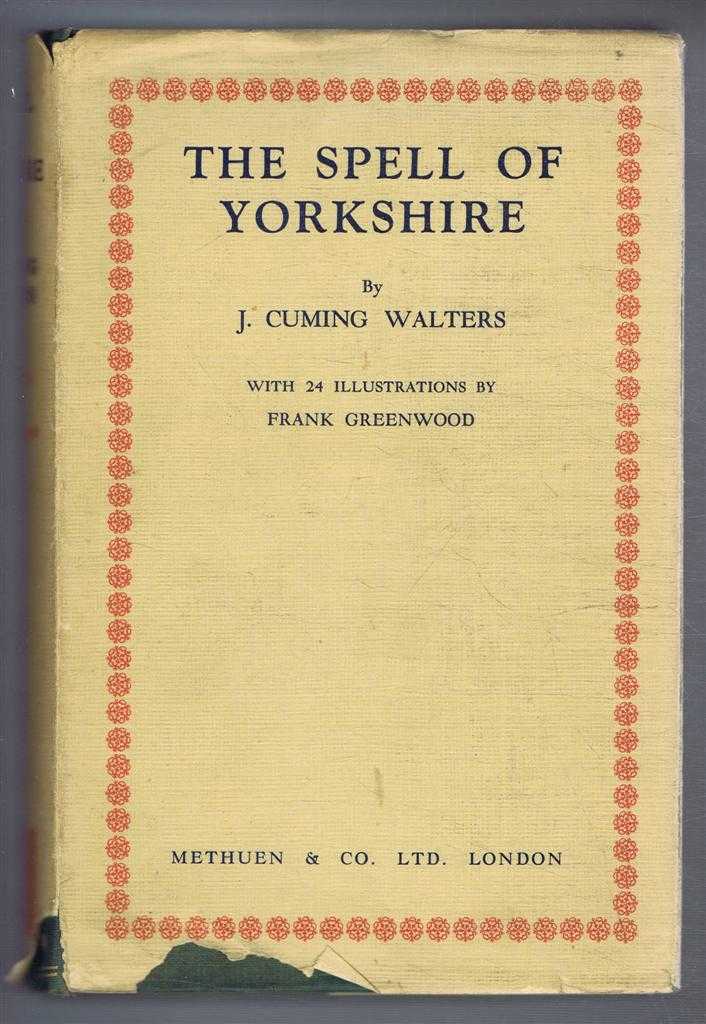 THE SPELL OF
YORKSHIRE
By
J. CUMING WALTERS
WITH 24 ILLUSTRATIONS BY
FRANK GREENWOOD
METHUEN & CO. LTD. LONDON